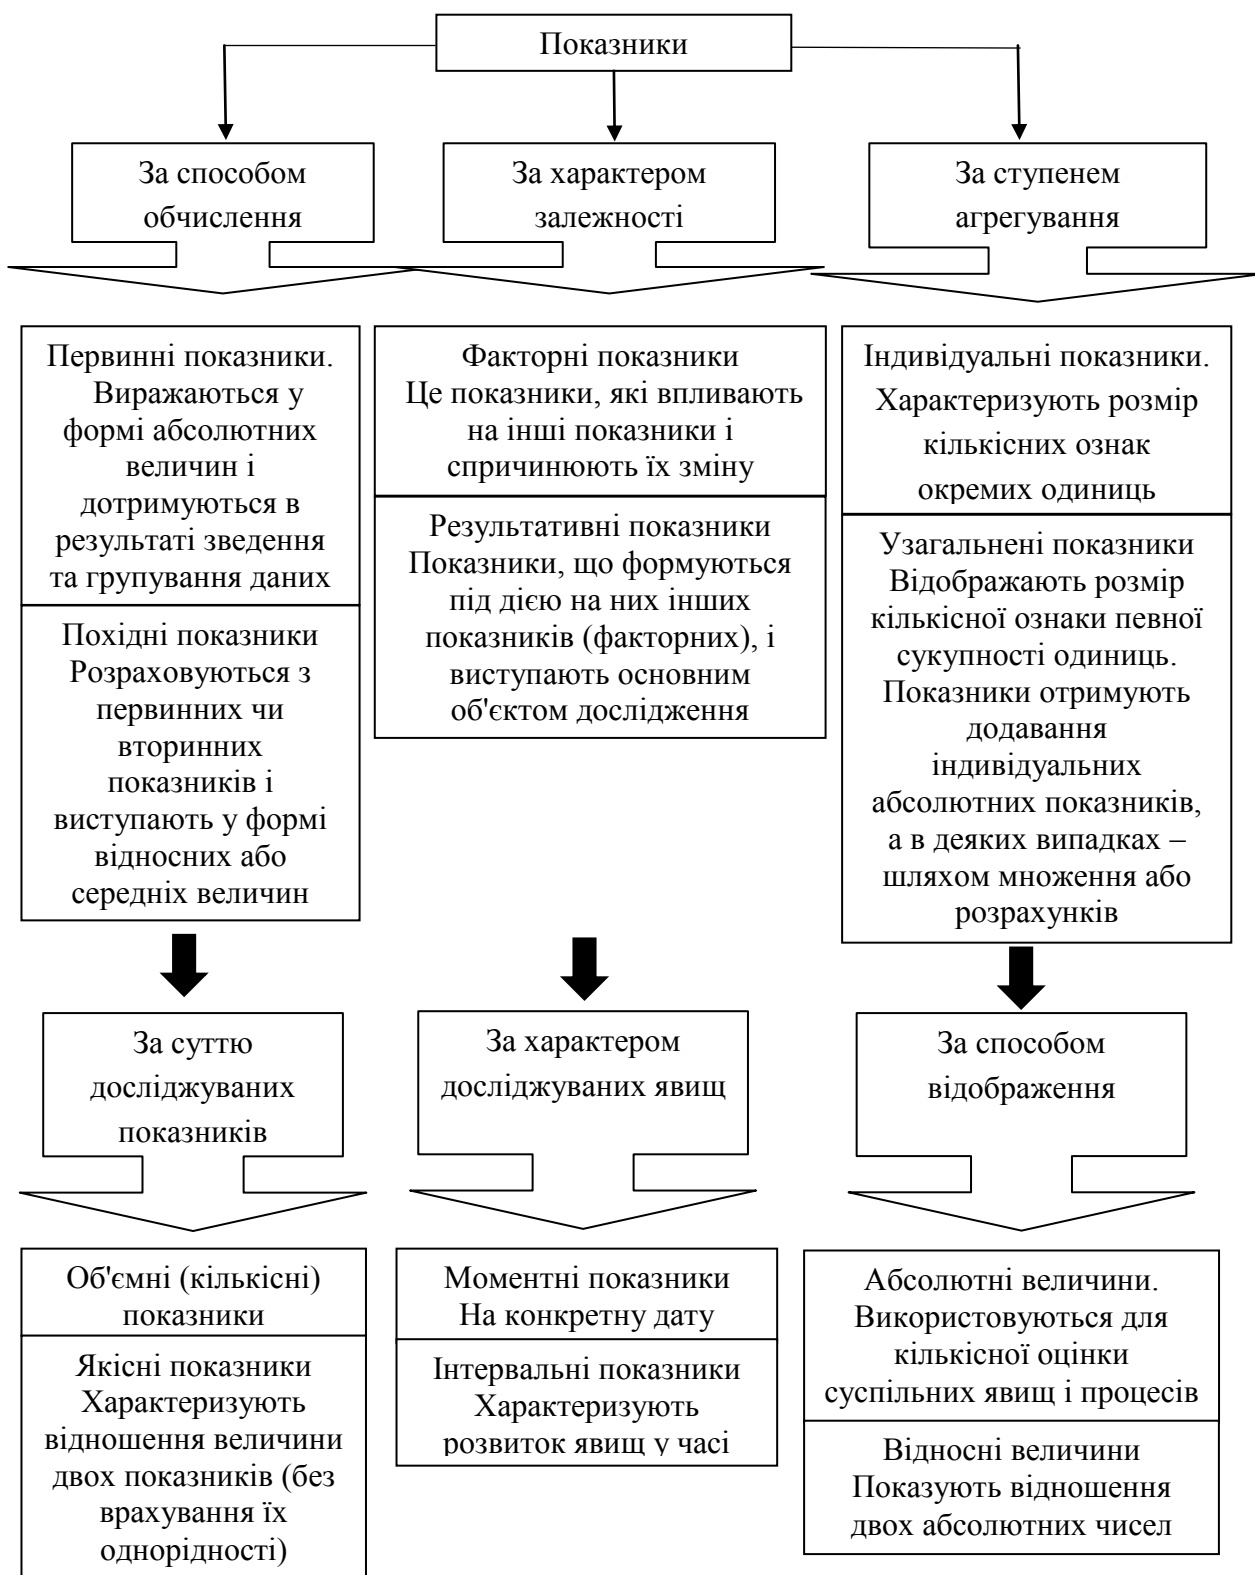 Показники
За способом
обчислення
За характером
залежності
За ступенем
агрегування
Первинні показники.
Виражаються у
формі абсолютних
величин і
дотримуються в
результаті зведення
та групування даних
Похідні показники
Розраховуються з
первинних чи
вторинних
показників і
виступають у формі
відносних або
середніх величин
Факторні показники
Це показники, які впливають
на інші показники і
спричинюють їх зміну
Результативні показники
Показники, що формуються
під дією на них інших
показників (факторних), і
виступають основним
об'єктом дослідження
Індивідуальні показники.
Характеризують розмір
кількісних ознак
окремих одиниць
Узагальнені показники
Відображають розмір
кількісної ознаки певної
сукупності одиниць.
Показники отримують
додавання
індивідуальних
абсолютних показників,
а в деяких випадках –
шляхом множення або
розрахунків
За суттю
досліджуваних
показників
За характером
досліджуваних явищ
За способом
відображення
Об'ємні (кількісні)
показники
Якісні показники
Характеризують
відношення величини
двох показників (без
врахування їх
однорідності)
Моментні показники
На конкретну дату
Інтервальні показники
Характеризують
розвиток явищ у часі
Абсолютні величини.
Використовуються для
кількісної оцінки
суспільних явищ і процесів
Відносні величини
Показують відношення
двох абсолютних чисел